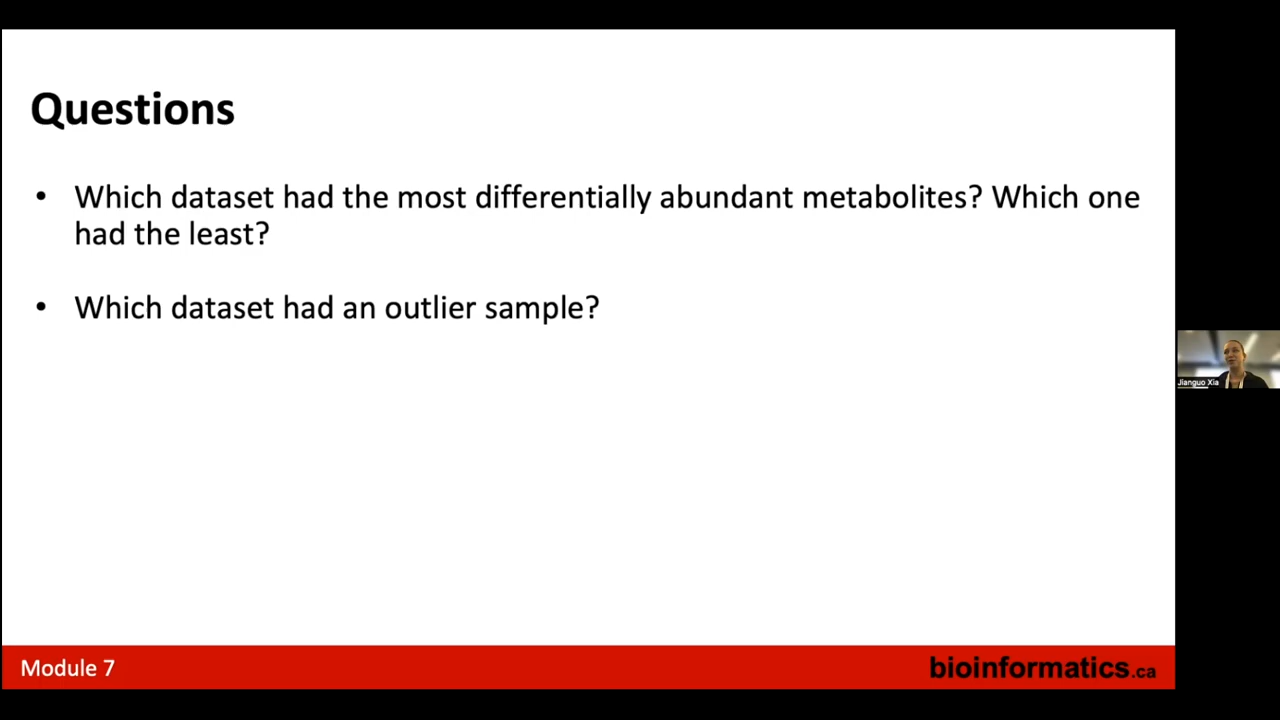 Questions
• Which dataset had the most differentially abundant metabolites? Which one
had the least?
• Which dataset had an outlier sample?
Jianguo Xia
Module 7
bioinformatics.ca